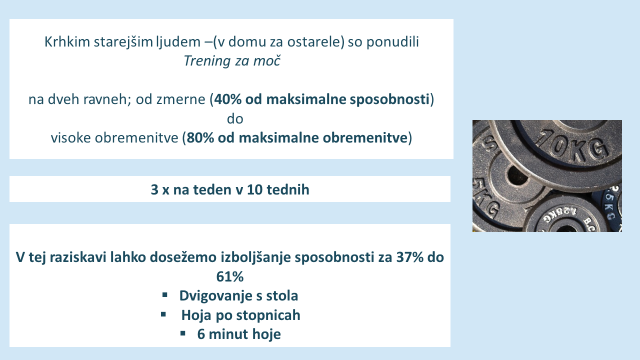 Krhkim starejšim ljudem –(v domu za ostarele) so ponudili
Trening za moč
na dveh ravneh; od zmerne (40% od maksimalne sposobnosti)
do
visoke obremenitve (80% od maksimalne obremenitve)
3 x na teden v 10 tednih
V tej raziskavi lahko dosežemo izboljšanje sposobnosti za 37% do
61%
▪ Dvigovanje s stola
▪ Hoja po stopnicah
▪ 6 minut hoje
10KG
5KG
1.25KG